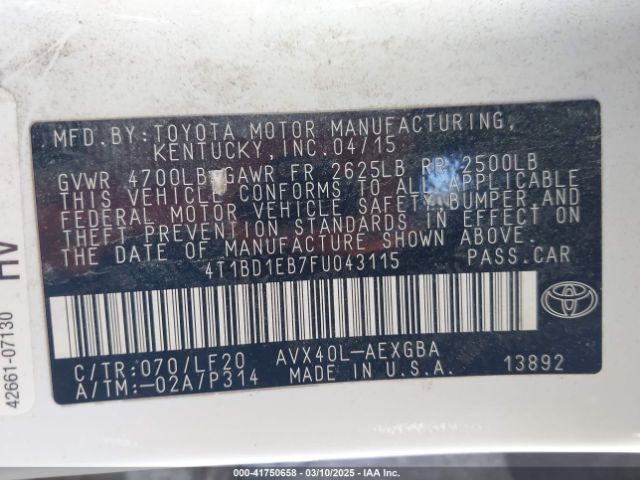 MFD.BY:TOYOTA MOTOR MANUFACTURING,
KENTUCKY,INC.04/15
GVWR 4700LB GAWR FR 2625LB RR 2500LB
THIS VEHICLE CONFORMS TO ALL APPLICABLE
FEDERAL MOTOR VEHICLE SAFETY,BUMPER,AND
THEFT PREVENTION STANDARDS IN EFFECT ON
THE DATE OF MANUFACTURE SHOWN ABOVE.
4T1BD1EB7FU043115 PASS.CAR
C/TR:070/LF20 AVX40L-AEXGBA
A/TM:-02A/P314 MADE IN U.S.A. 13892
HV
42661-07130
000-41750658 - 03/10/2025 - IAA Inc.